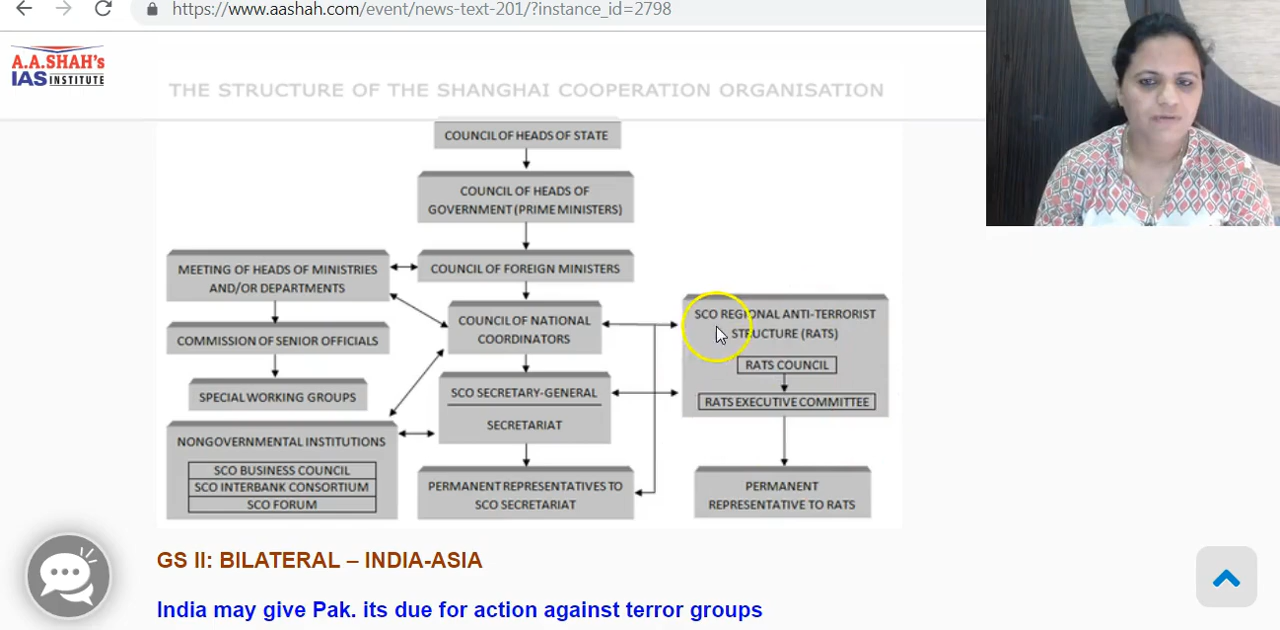 https://www.aashah.com/event/news-text-201/?instance_id=2798
A.A.SHAH's
IAS INSTITUTE
THE STRUCTURE OF THE SHANGHAI COOPERATION ORGANISATION
COUNCIL OF HEADS OF STATE
COUNCIL OF HEADS OF
GOVERNMENT (PRIME MINISTERS)
MEETING OF HEADS OF MINISTRIES
AND/OR DEPARTMENTS
COUNCIL OF FOREIGN MINISTERS
COMMISSION OF SENIOR OFFICIALS
COUNCIL OF NATIONAL
COORDINATORS
SCO REGIONAL ANTI-TERRORIST
STRUCTURE (RATS)
RATS COUNCIL
RATS EXECUTIVE COMMITTEE
SPECIAL WORKING GROUPS
SCO SECRETARY-GENERAL
SECRETARIAT
NONGOVERNMENTAL INSTITUTIONS
SCO BUSINESS COUNCIL
SCO INTERBANK CONSORTIUM
SCO FORUM
PERMANENT REPRESENTATIVES TO
SCO SECRETARIAT
PERMANENT
REPRESENTATIVE TO RATS
GS II: BILATERAL – INDIA-ASIA
India may give Pak. its due for action against terror groups